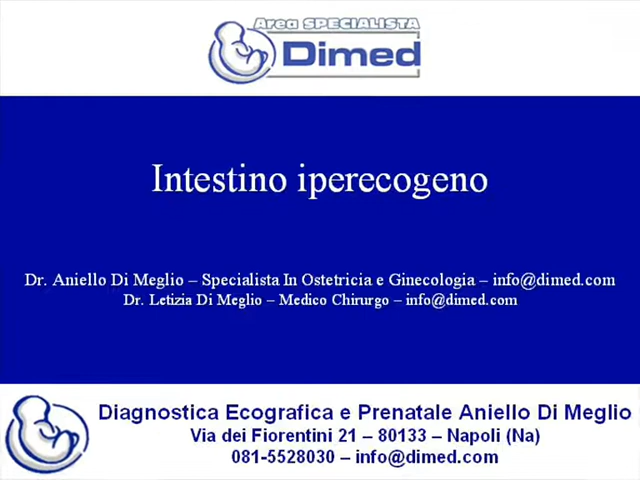 Area SPECIALISTA
Dimed
Intestino iperecogeno
Dr. Aniello Di Meglio – Specialista In Ostetricia e Ginecologia – info@dimed.com
Dr. Letizia Di Meglio – Medico Chirurgo – info@dimed.com
Diagnostica Ecografica e Prenatale Aniello Di Meglio
Via dei Fiorentini 21 – 80133 – Napoli (Na)
081-5528030 – info@dimed.com